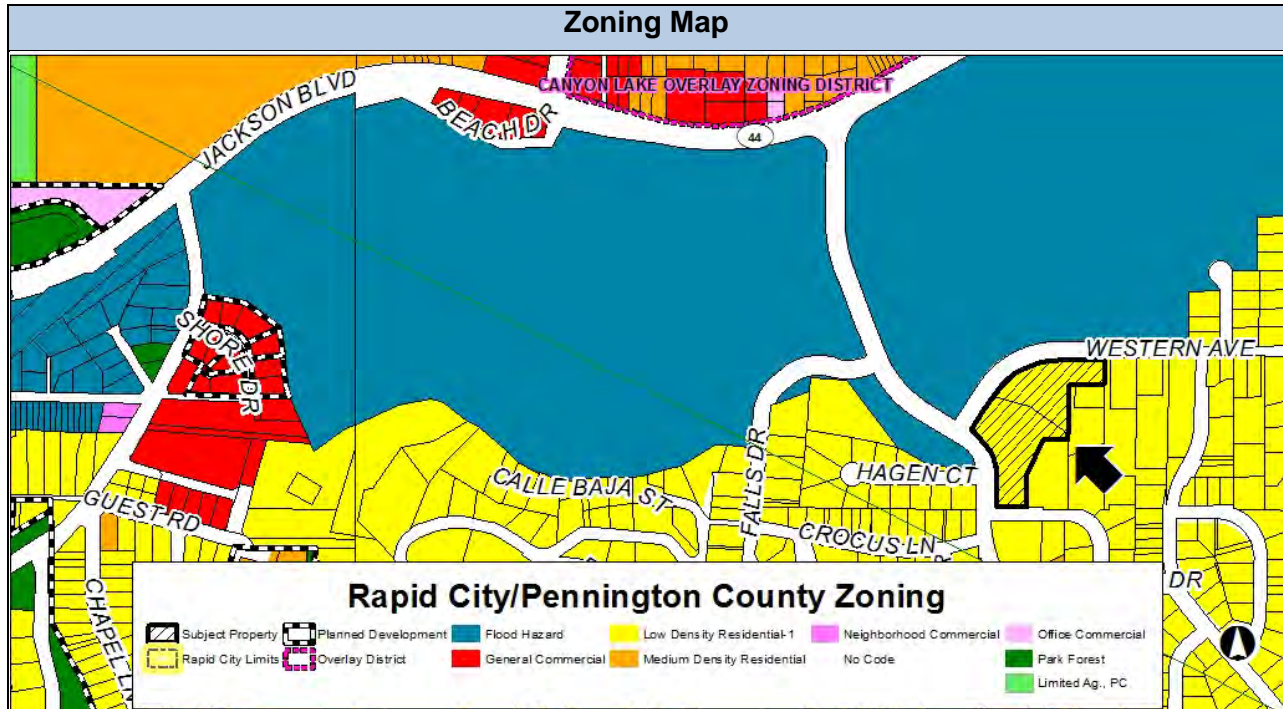 Zoning Map
CANYON LAKE OVERLAY ZONING DISTRICT
JACKSON BLVD
BEACH DR
44
SHORE DR
WESTERN AVE
FALLS DR
HAGEN CT
CALLE BAJA ST
GUEST RD
CROCUS LN
DR
CHAPEL LN
Rapid City/Pennington County Zoning
Subject Property Planned Development Flood Hazard Low Density Residential-1 Neighborhood Commercial Office Commercial
Rapid City Limits Overlay District General Commercial Medium Density Residential No Code Park Forest
Limited Ag., PC